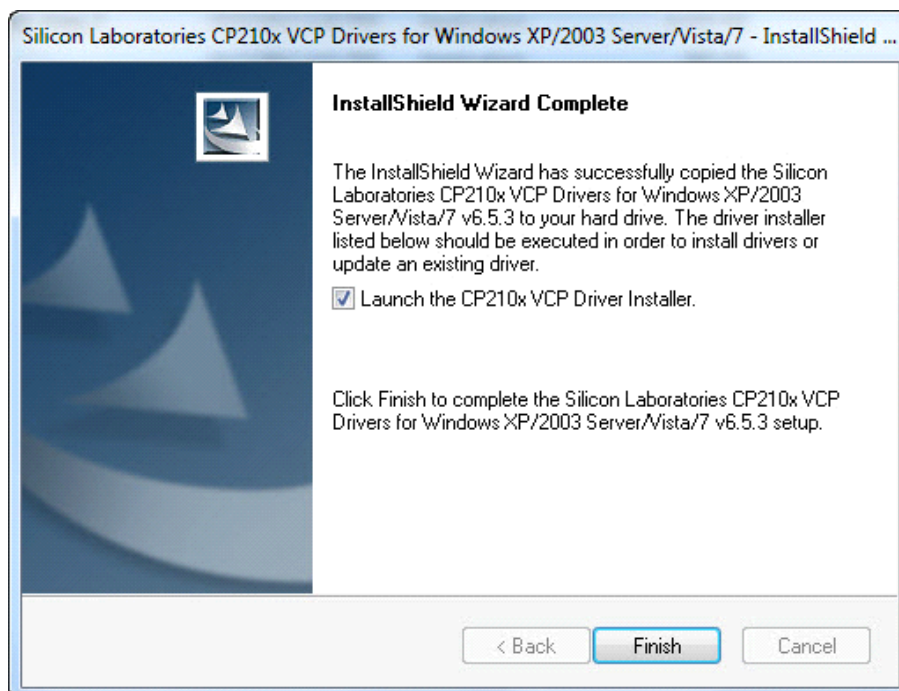 Silicon Laboratories CP210x VCP Drivers for Windows XP/2003 Server/Vista/7 - InstallShield ...
InstallShield Wizard Complete
The InstallShield Wizard has successfully copied the Silicon
Laboratories CP210x VCP Drivers for Windows XP/2003
Server/Vista/7 v6.5.3 to your hard drive. The driver installer
listed below should be executed in order to install drivers or
update an existing driver.
Launch the CP210x VCP Driver Installer.
Click Finish to complete the Silicon Laboratories CP210x VCP
Drivers for Windows XP/2003 Server/Vista/7 v6.5.3 setup.
< Back
Finish
Cancel